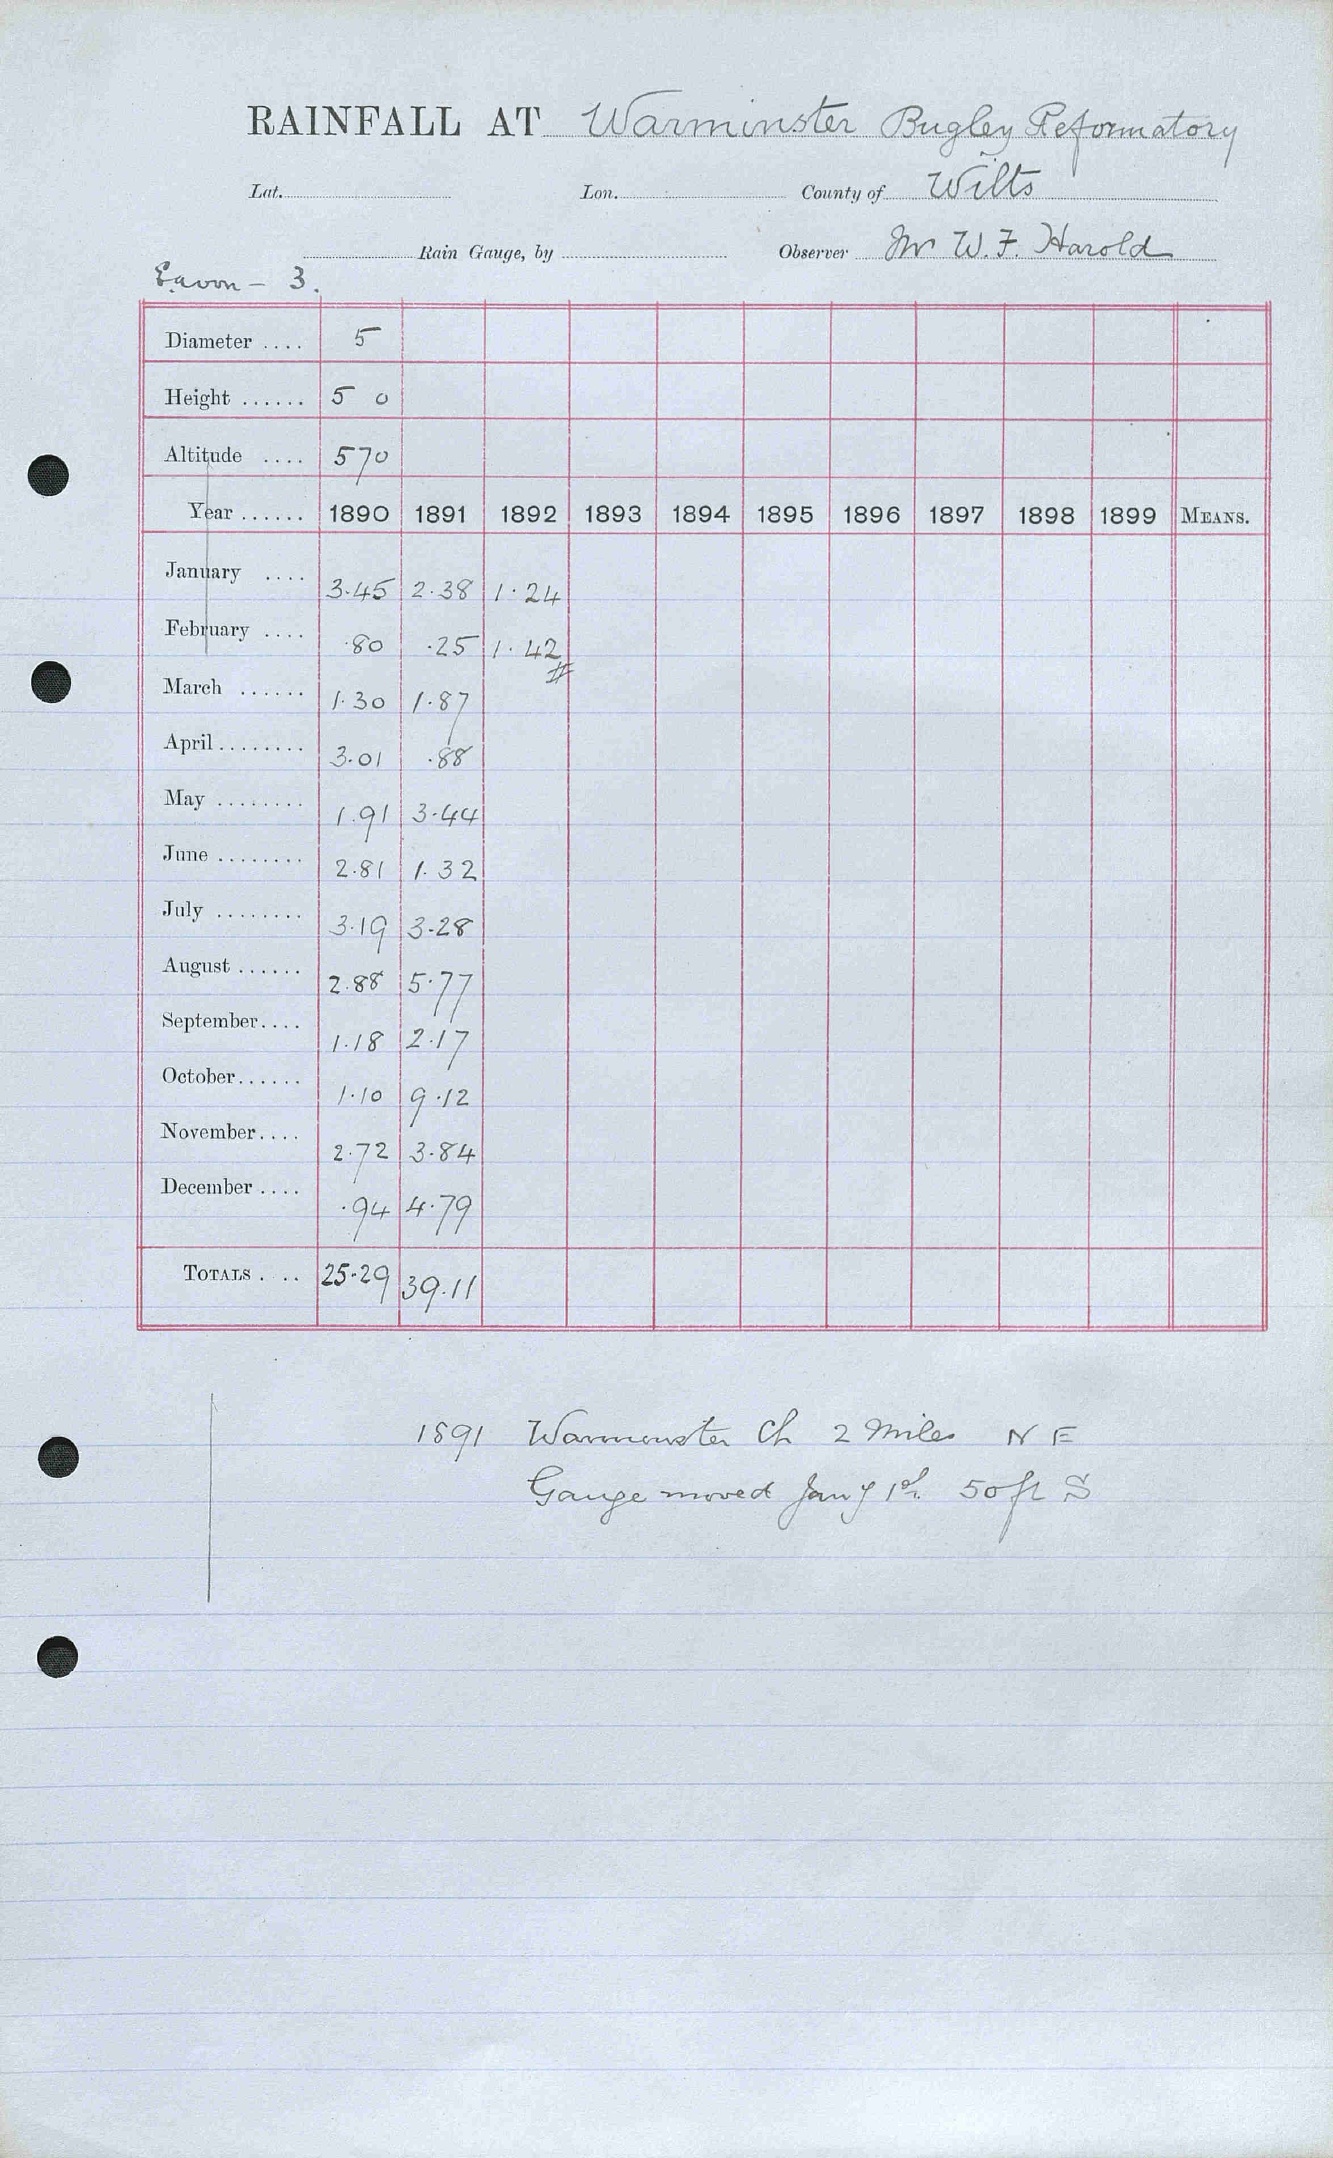 RAINFALL AT Warminster Bugley Reformatory
Lat. Lon. County of Wilts
Rain Gauge, by Observer Mr W. F. Harold
3.
Diameter .... 5
Height ...... 5 0
Altitude .... 570
Year ...... 1890 1891 1892 1893 1894 1895 1896 1897 1898 1899 MEANS.
January .... 3.45 2.38 1.24
February .... .80 .25 1.42
#
March ...... 1.30 1.87
April ........ 3.01 .88
May ........ 1.91 3.44
June ........ 2.81 1.32
July ........ 3.19 3.28
August ...... 2.88 5.77
September.... 1.18 2.17
October...... 1.10 9.12
November.... 2.72 3.84
December .... .94 4.79
TOTALS . .. 25.29 39.11
1891 Warminster Ch 2 Miles N E
Gauge moved Jany 1st 50 ft S